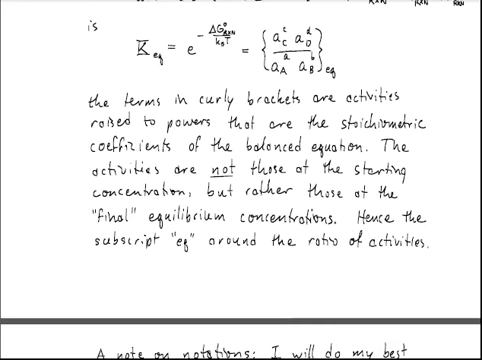 RXN RXN
is
K̅_eq = e^{-ΔG°_RXN / k_B T} = { a_C^c a_D^d / a_A^a a_B^b }_eq
the terms in curly brackets are activities
raised to powers that are the stoichiometric
coefficients of the balanced equation. The
activities are not those at the starting
concentration, but rather those at the
"final" equilibrium concentrations. Hence the
subscript "eq" around the ratio of activities.
A note on notations: I will do my best